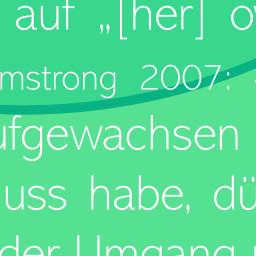 auf „[her] o
mstrong 2007:
ufgewachsen
uss habe, dü
der Umgang